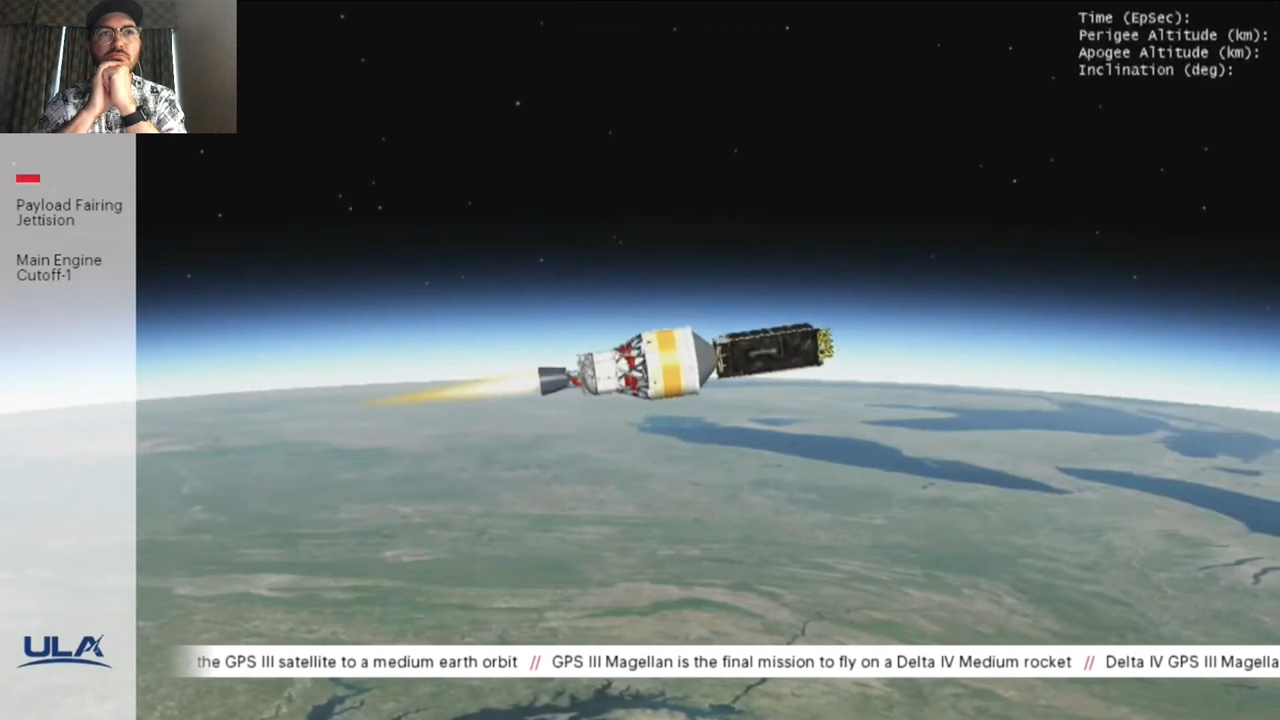 Time (EpSec):
Perigee Altitude (km):
Apogee Altitude (km):
Inclination (deg):
Payload Fairing
Jettision
Main Engine
Cutoff-1
ULA
the GPS III satellite to a medium earth orbit // GPS III Magellan is the final mission to fly on a Delta IV Medium rocket // Delta IV GPS III Magella